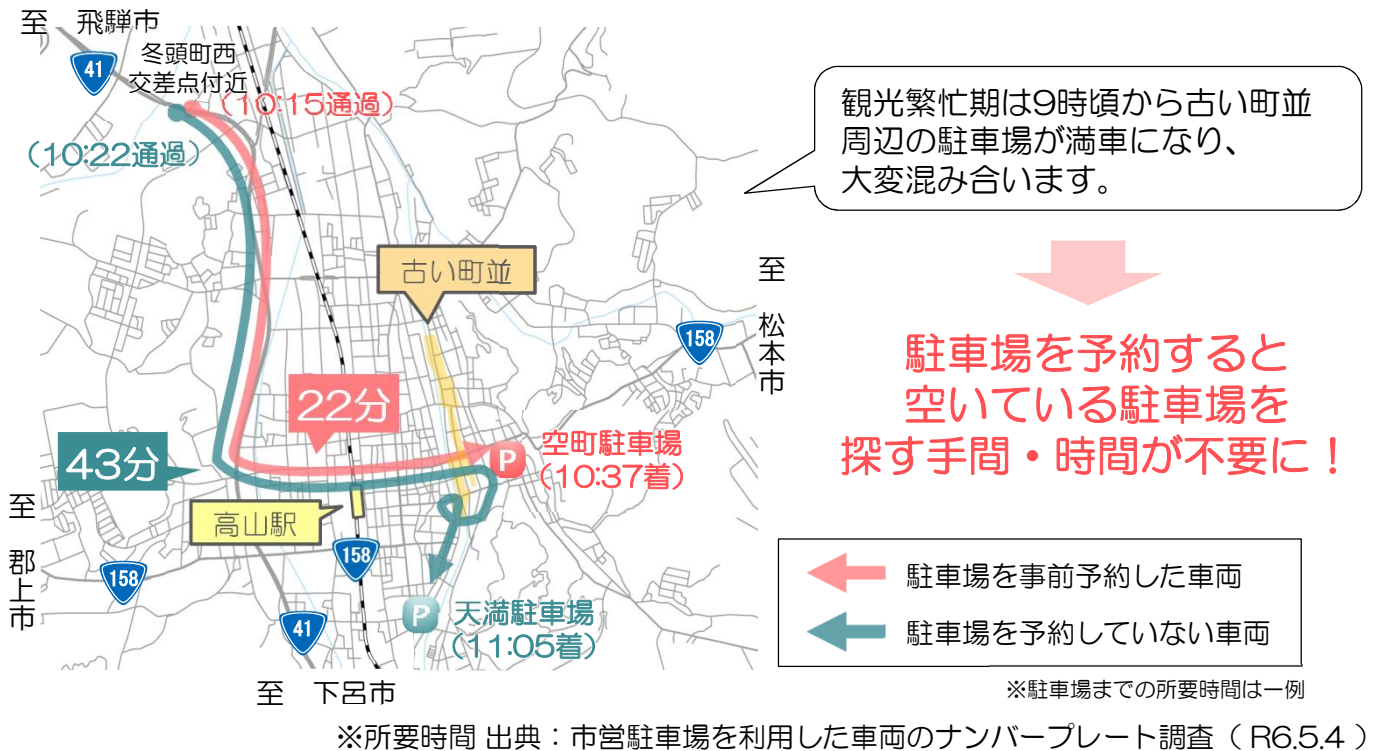 至　飛騨市
41
冬頭町西
交差点付近
（10:15通過）
（10:22通過）
観光繁忙期は9時頃から古い町並
周辺の駐車場が満車になり、
大変混み合います。
古い町並
至　松本市
158
駐車場を予約すると
空いている駐車場を
探す手間・時間が不要に！
22分
43分
P
空町駐車場
（10:37着）
高山駅
至　郡上市
158
158
41
P
天満駐車場
（11:05着）
至　下呂市
駐車場を事前予約した車両
駐車場を予約していない車両
※駐車場までの所要時間は一例
※所要時間 出典：市営駐車場を利用した車両のナンバープレート調査（ R6.5.4 ）